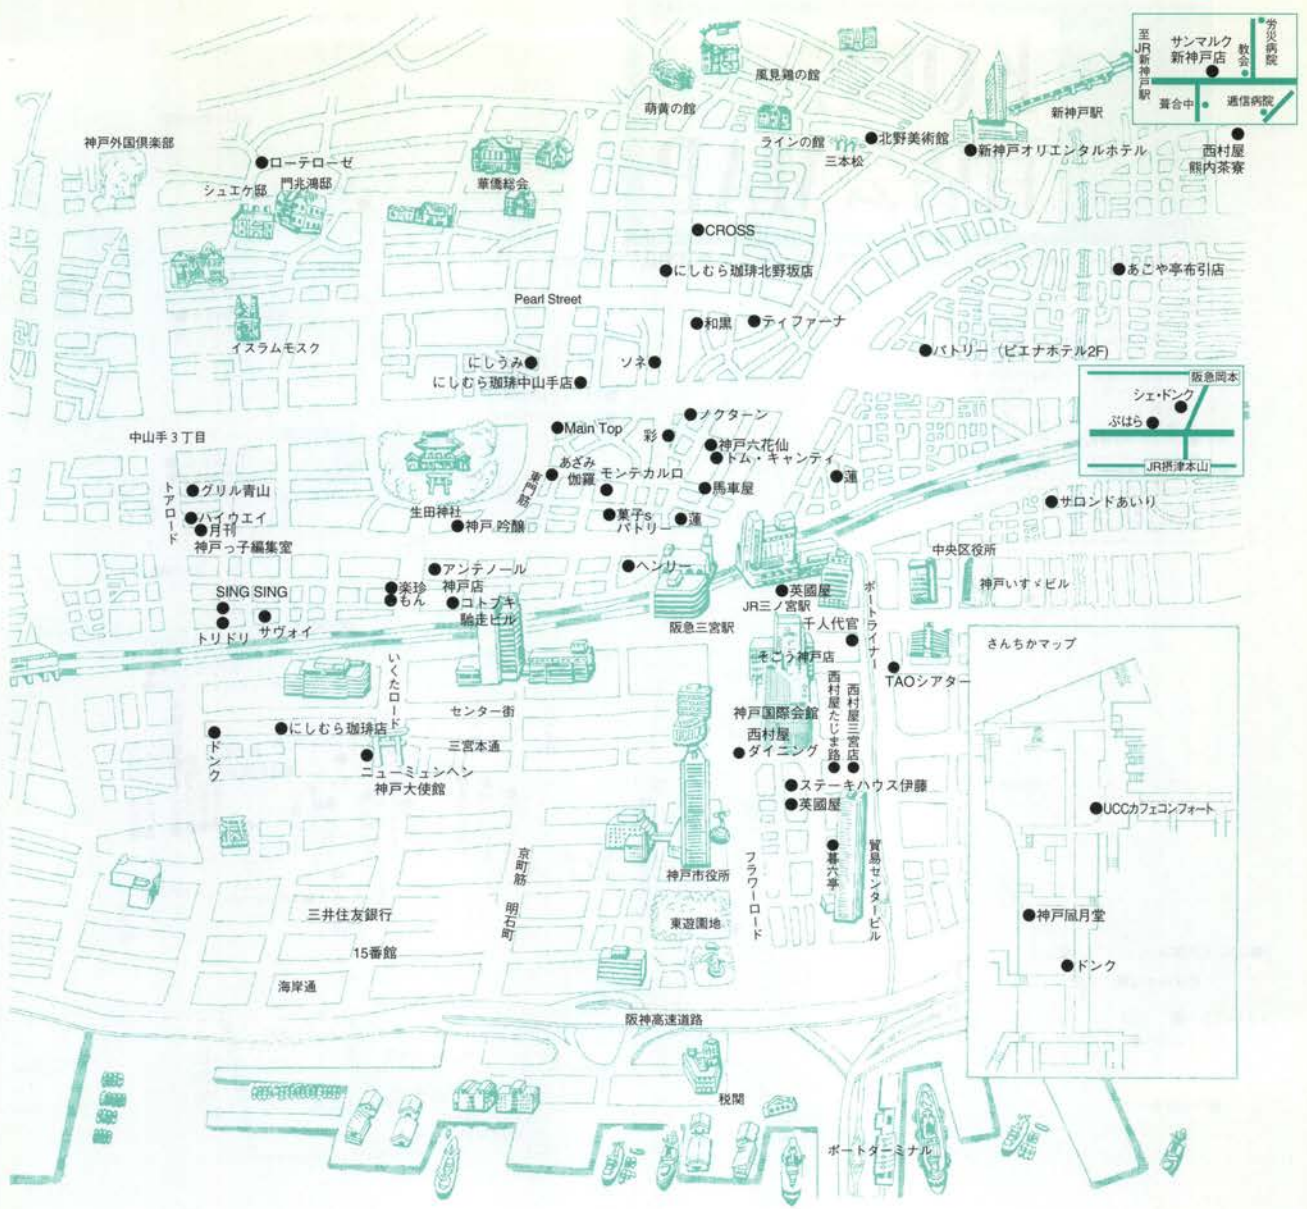 労災病院
サンマルク
新神戸店
教会
至JR新神戸駅
葺合中
逓信病院
風見鶏の館
萌黄の館
新神戸駅
ラインの館
北野美術館
三本松
新神戸オリエンタルホテル
西村屋
熊内茶寮
神戸外国倶楽部
ローテローゼ
シュエケ邸
門兆鴻邸
華僑総会
CROSS
にしむら珈琲北野坂店
あこや亭布引店
Pearl Street
和黒
ティファーナ
イスラムモスク
にしうみ
ソネ
パトリー（ピエナホテル2F)
にしむら珈琲中山手店
阪急岡本
シェ・ドンク
ぶはら
JR摂津本山
ノクターン
Main Top
彩
中山手3丁目
神戸六花仙
トム・キャンティ
あざみ
伽羅
モンテカルロ
東門筋
蓮
馬車屋
トアロード
グリル青山
サロンドあいり
ハイウエイ
月刊
神戸っ子編集室
生田神社
神戸 吟醸
菓子s
パトリー
蓮
中央区役所
アンテノール
神戸店
ヘンリー
神戸いすゞビル
SING SING
楽珍
もん
コトブキ
馳走ビル
英國屋
JR三ノ宮駅
ポートライナー
トリドリ
サヴォイ
阪急三宮駅
千人代官
さんちかマップ
いくたロード
そごう神戸店
TAOシアター
西村屋たじま路
西村屋三宮店
センター街
神戸国際会館
にしむら珈琲店
ドンク
三宮本通
西村屋
ダイニング
ニューミュンヘン
神戸大使館
ステーキハウス伊藤
英國屋
UCCカフェコンフォート
京町筋
明石町
神戸市役所
フラワーロード
暮六亭
貿易センタービル
三井住友銀行
東遊園地
神戸凮月堂
15番館
ドンク
海岸通
阪神高速道路
税関
ポートターミナル